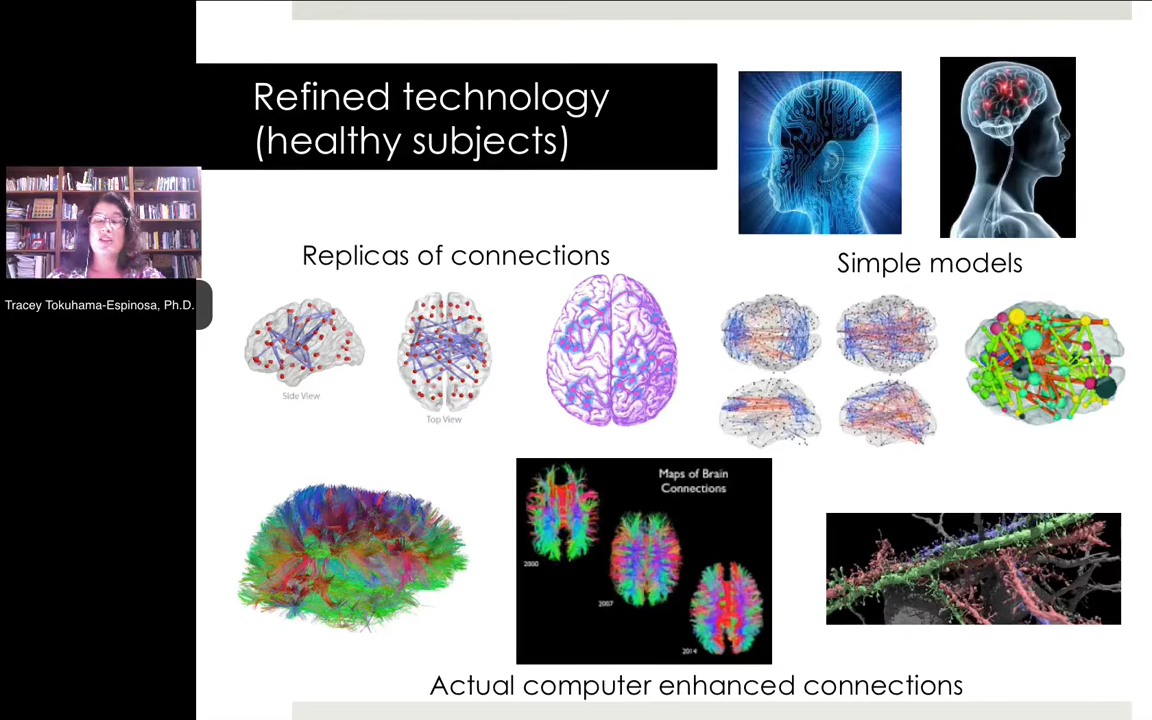 Refined technology
(healthy subjects)
Tracey Tokuhama-Espinosa, Ph.D.
Replicas of connections
Simple models
Side View
Top View
Maps of Brain
Connections
2000
2007
2014
Actual computer enhanced connections